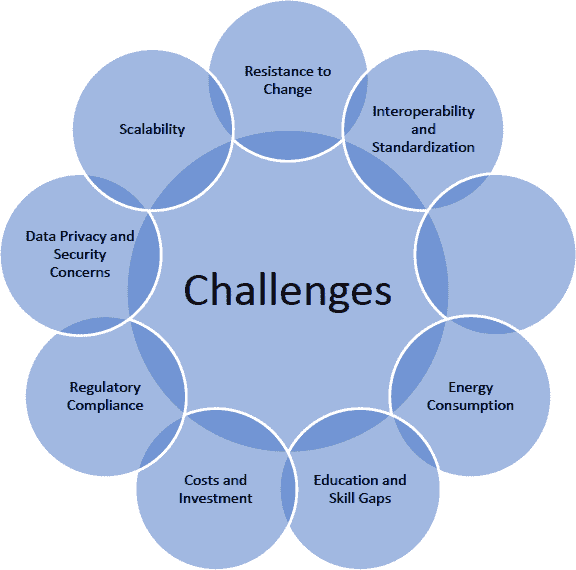 Resistance to
Change
Interoperability
and
Standardization
Energy
Consumption
Education and
Skill Gaps
Costs and
Investment
Regulatory
Compliance
Data Privacy and
Security
Concerns
Scalability
Challenges